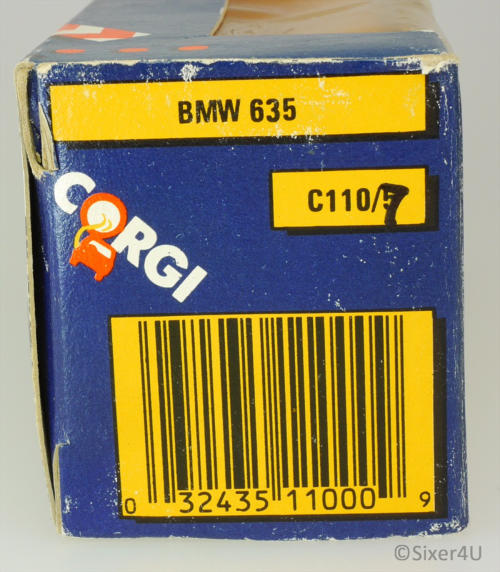 BMW 635
C110/7
CORGI
0 32435 11000 9
©Sixer4U